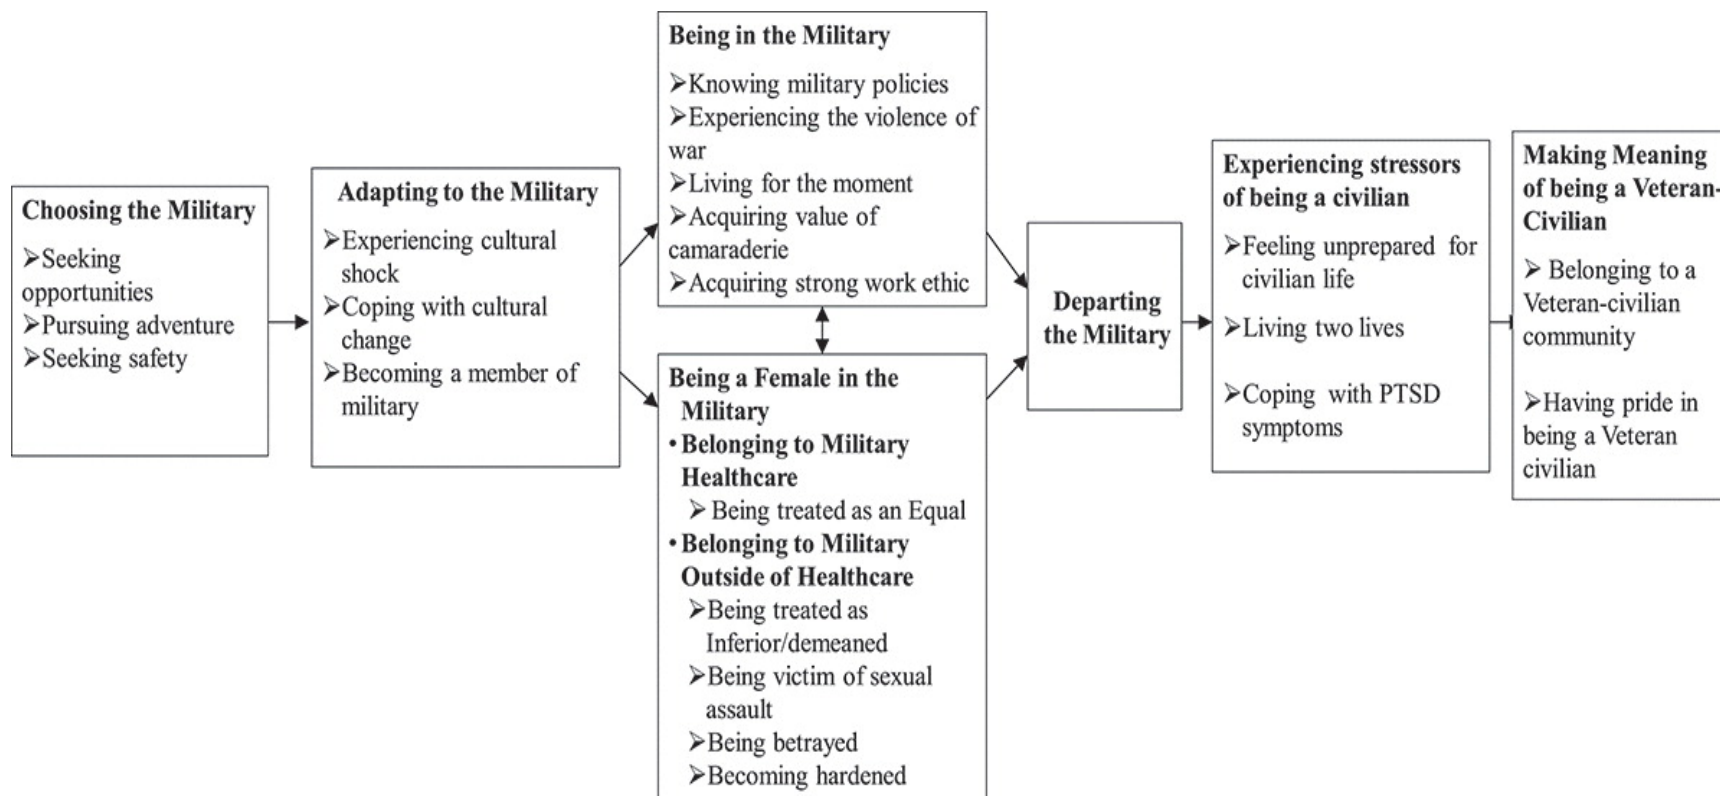 Choosing the Military
➢Seeking
opportunities
➢Pursuing adventure
➢Seeking safety
Adapting to the Military
➢Experiencing cultural
shock
➢Coping with cultural
change
➢Becoming a member of
military
Being in the Military
➢Knowing military policies
➢Experiencing the violence of
war
➢Living for the moment
➢Acquiring value of
camaraderie
➢Acquiring strong work ethic
Being a Female in the
Military
• Belonging to Military
Healthcare
➢ Being treated as an Equal
• Belonging to Military
Outside of Healthcare
➢Being treated as
Inferior/demeaned
➢Being victim of sexual
assault
➢Being betrayed
➢Becoming hardened
Departing
the Military
Experiencing stressors
of being a civilian
➢Feeling unprepared for
civilian life
➢Living two lives
➢Coping with PTSD
symptoms
Making Meaning
of being a Veteran-
Civilian
➢ Belonging to a
Veteran-civilian
community
➢Having pride in
being a Veteran
civilian